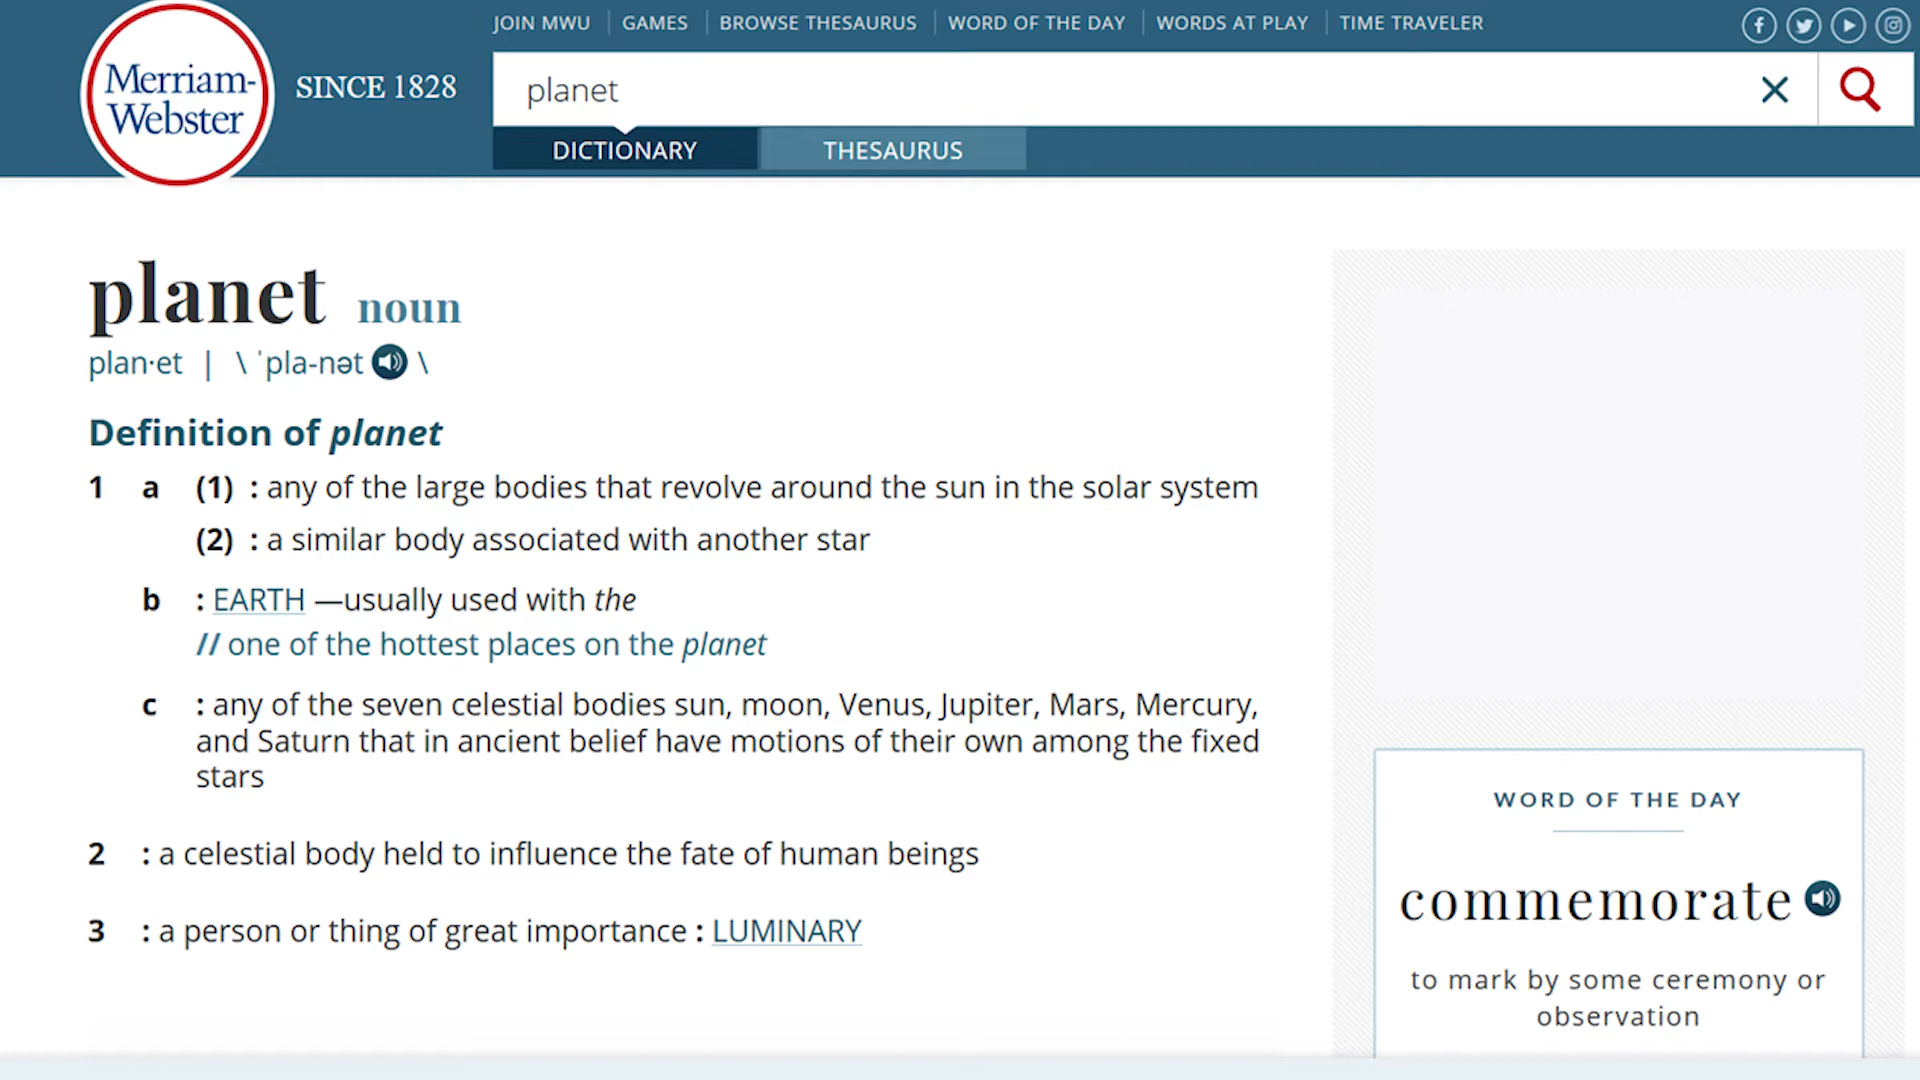 JOIN MWU | GAMES | BROWSE THESAURUS | WORD OF THE DAY | WORDS AT PLAY | TIME TRAVELER
Merriam-
Webster
SINCE 1828
planet
DICTIONARY
THESAURUS
planet noun
plan·et | \ ˈpla-nət \
Definition of planet
1 a (1) : any of the large bodies that revolve around the sun in the solar system
(2) : a similar body associated with another star
b : EARTH —usually used with the
// one of the hottest places on the planet
c : any of the seven celestial bodies sun, moon, Venus, Jupiter, Mars, Mercury,
and Saturn that in ancient belief have motions of their own among the fixed
stars
2 : a celestial body held to influence the fate of human beings
3 : a person or thing of great importance : LUMINARY
WORD OF THE DAY
commemorate
to mark by some ceremony or
observation